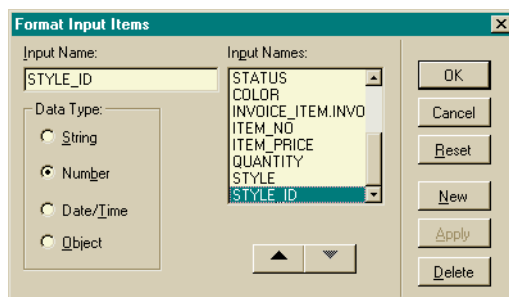 Format Input Items
Input Name:
STYLE_ID
Data Type:
String
Number
Date/Time
Object
Input Names:
STATUS
COLOR
INVOICE_ITEM.INVO
ITEM_NO
ITEM_PRICE
QUANTITY
STYLE
STYLE_ID
OK
Cancel
Reset
New
Apply
Delete